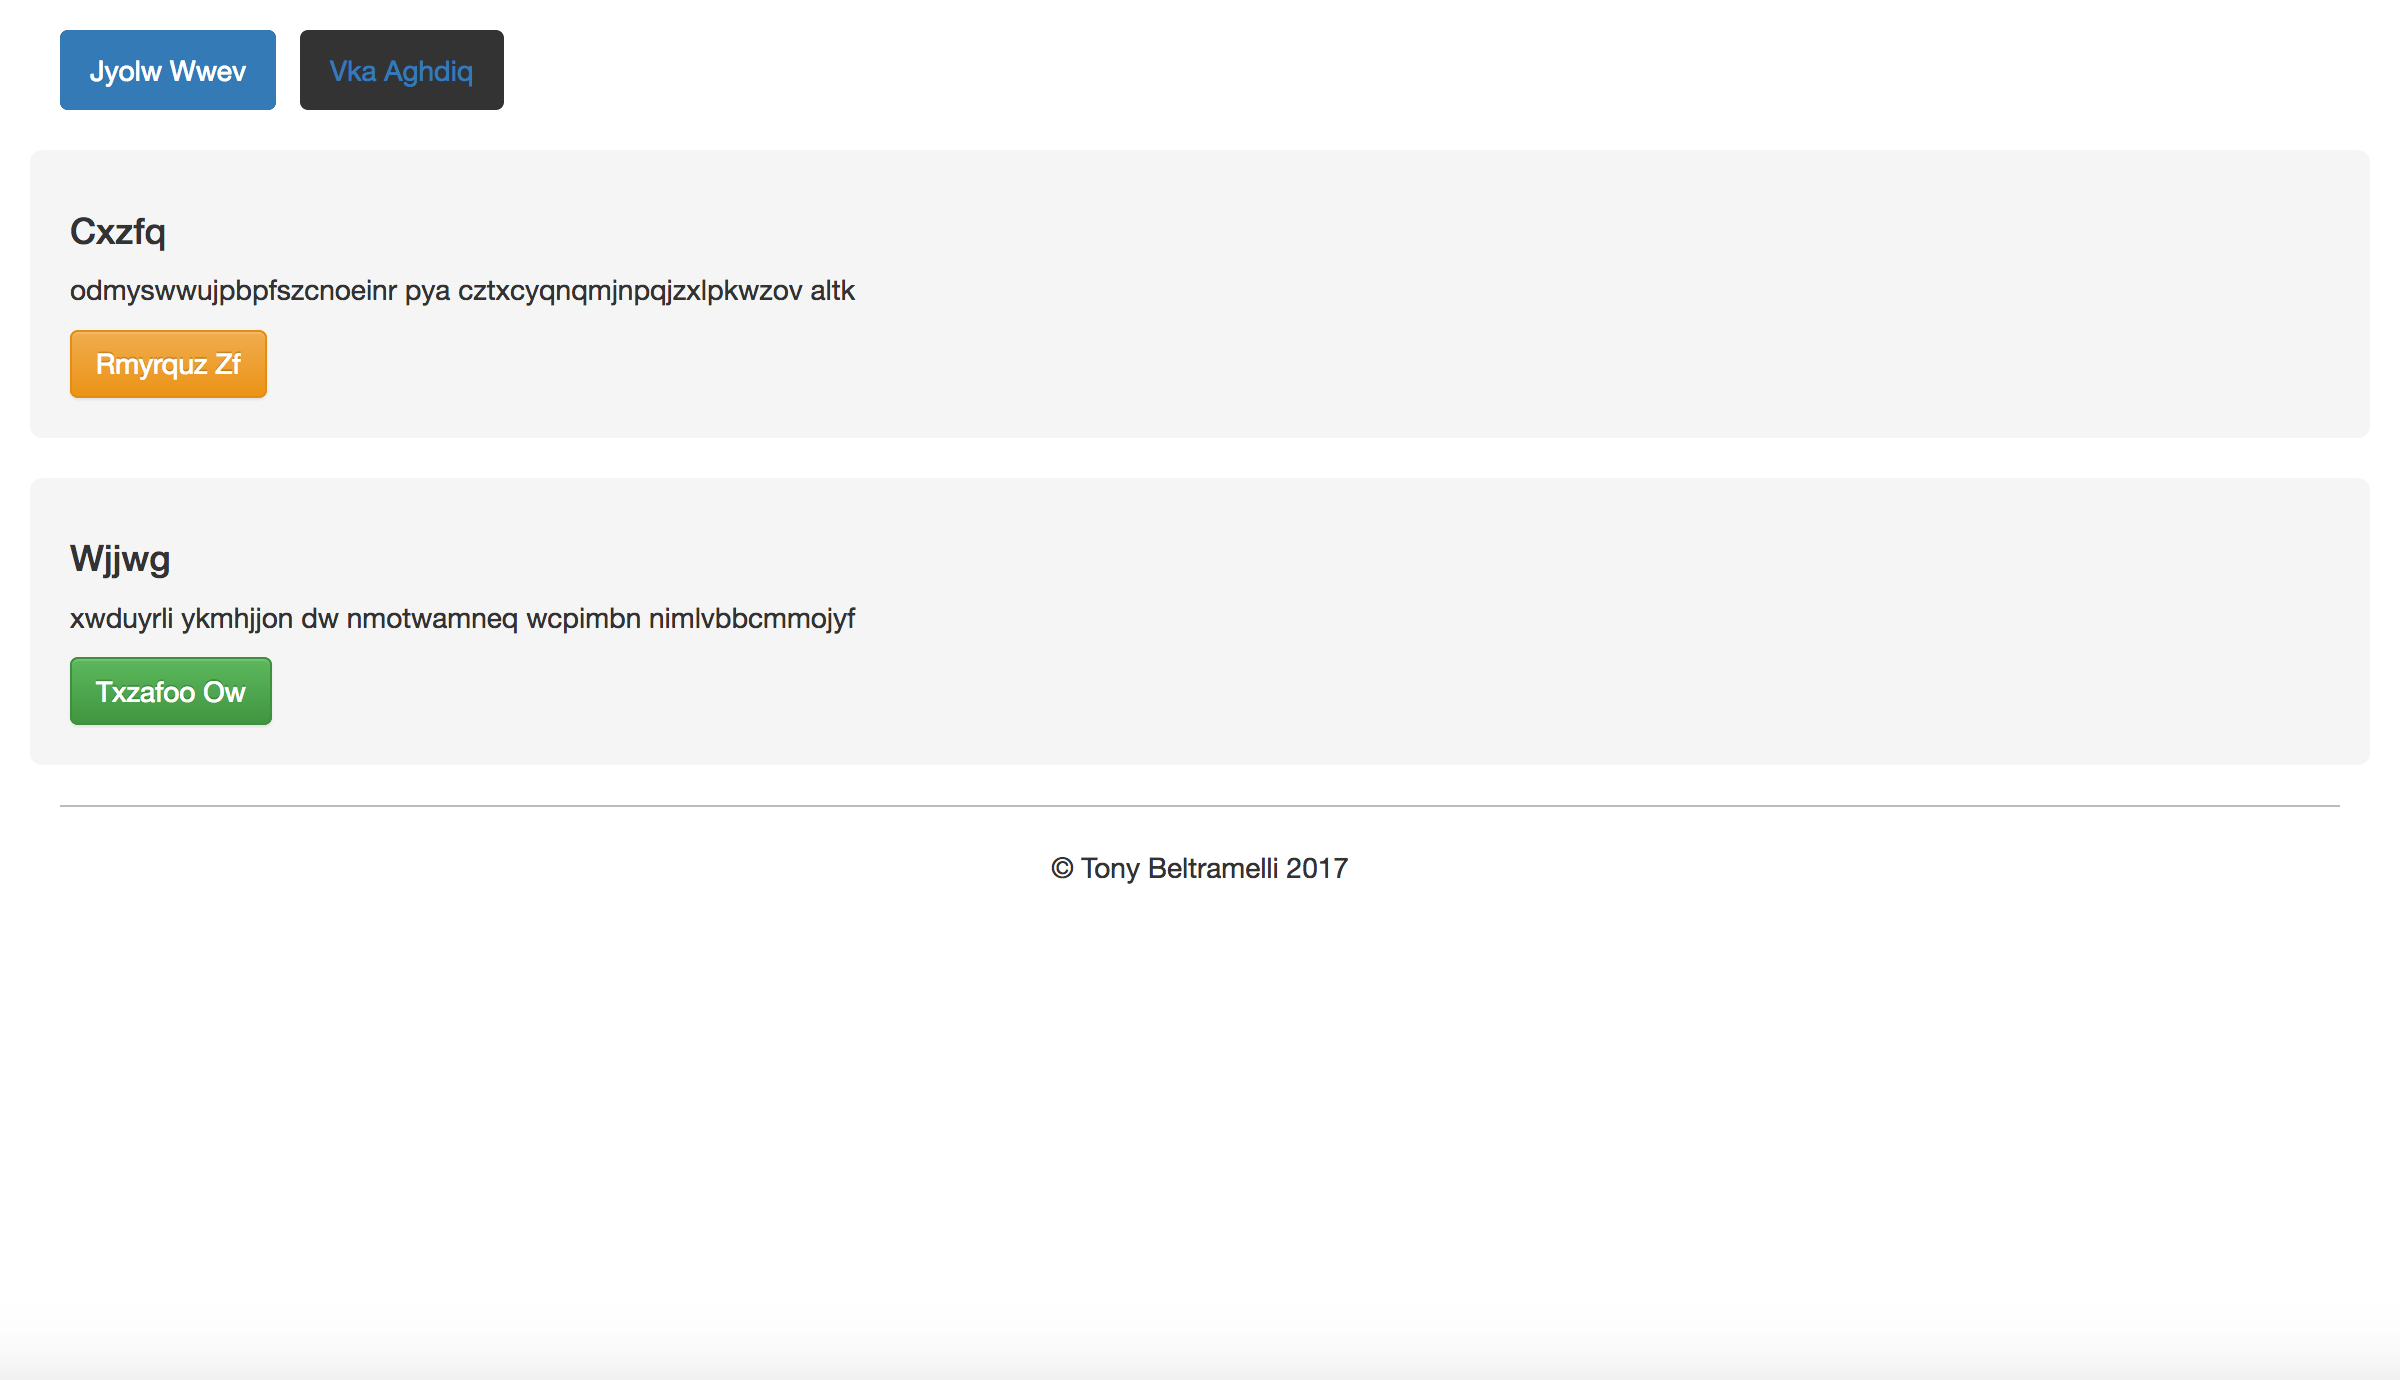 Jyolw Wwev Vka Aghdiq
Cxzfq
odmyswwujpbpfszcnoeinr pya cztxcyqnqmjnpqjzxlpkwzov altk
Rmyrquz Zf
Wjjwg
xwduyrli ykmhjjon dw nmotwamneq wcpimbn nimlvbbcmmojyf
Txzafoo Ow
© Tony Beltramelli 2017